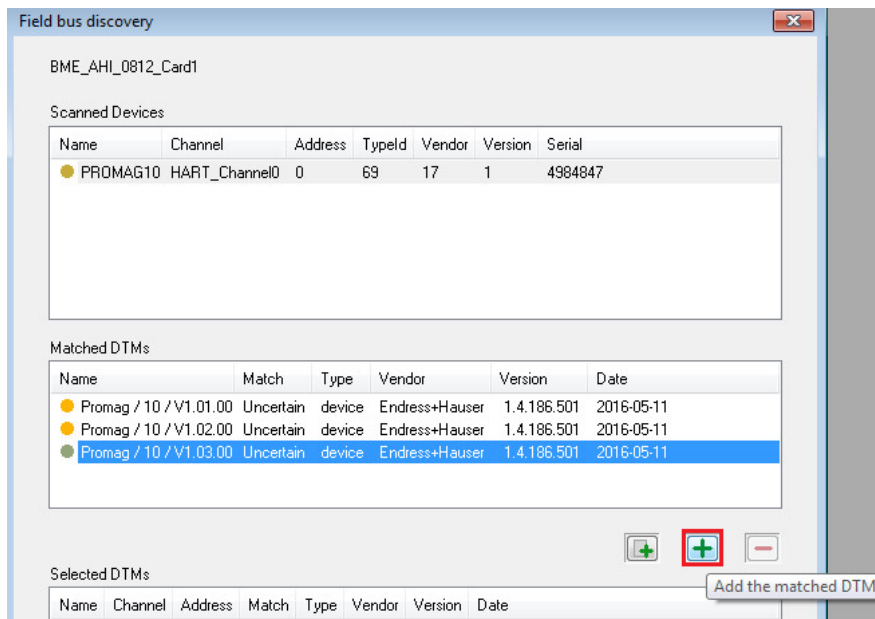 Field bus discovery
BME_AHI_0812_Card1
Scanned Devices
Name Channel Address TypeId Vendor Version Serial
PROMAG10 HART_Channel0 0 69 17 1 4984847
Matched DTMs
Name Match Type Vendor Version Date
Promag / 10 / V1.01.00 Uncertain device Endress+Hauser 1.4.186.501 2016-05-11
Promag / 10 / V1.02.00 Uncertain device Endress+Hauser 1.4.186.501 2016-05-11
Promag / 10 / V1.03.00 Uncertain device Endress+Hauser 1.4.186.501 2016-05-11
Add the matched DTM
Selected DTMs
Name Channel Address Match Type Vendor Version Date